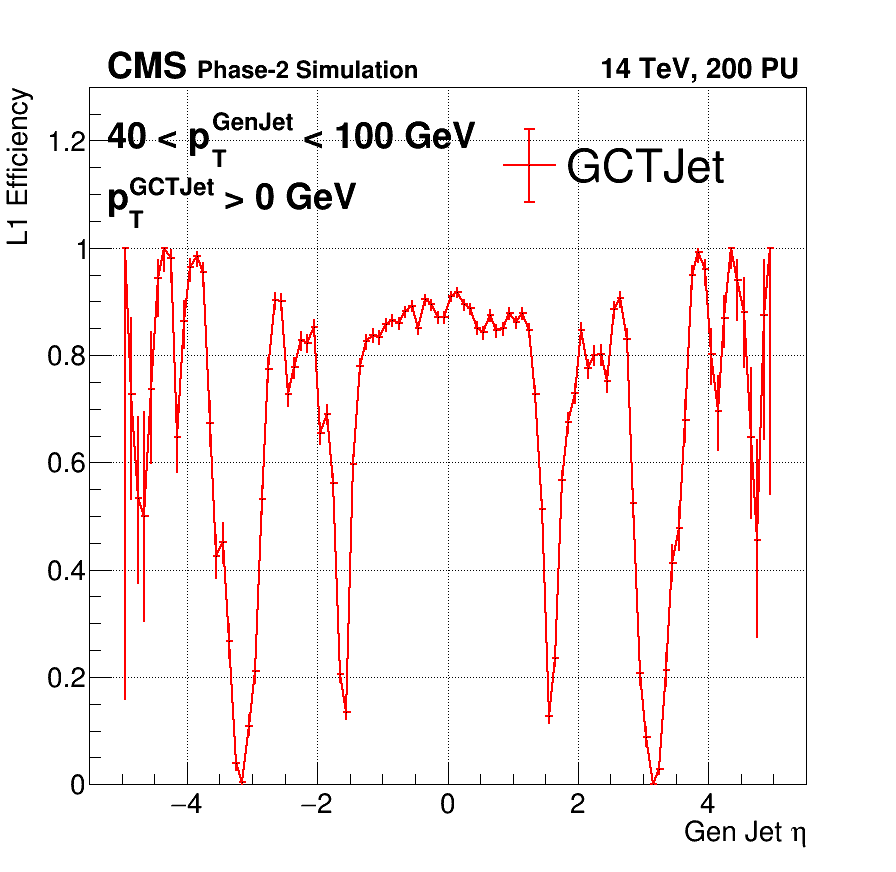 CMS Phase-2 Simulation 14 TeV, 200 PU
40 < p_T^GenJet < 100 GeV
p_T^GCTJet > 0 GeV
GCTJet
L1 Efficiency
1.2
1
0.8
0.6
0.4
0.2
0
−4 −2 0 2 4
Gen Jet η